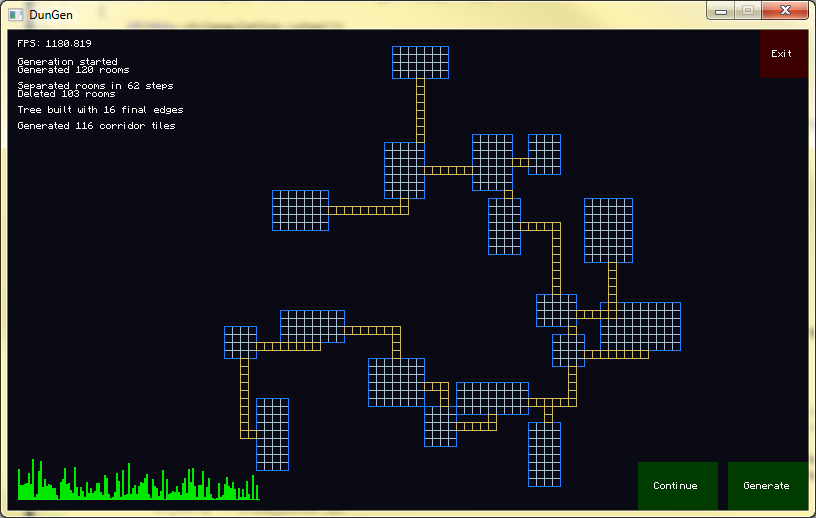 DunGen
FPS: 1180.819
Exit
Generation started
Generated 120 rooms
Separated rooms in 62 steps
Deleted 103 rooms
Tree built with 16 final edges
Generated 116 corridor tiles
Continue
Generate